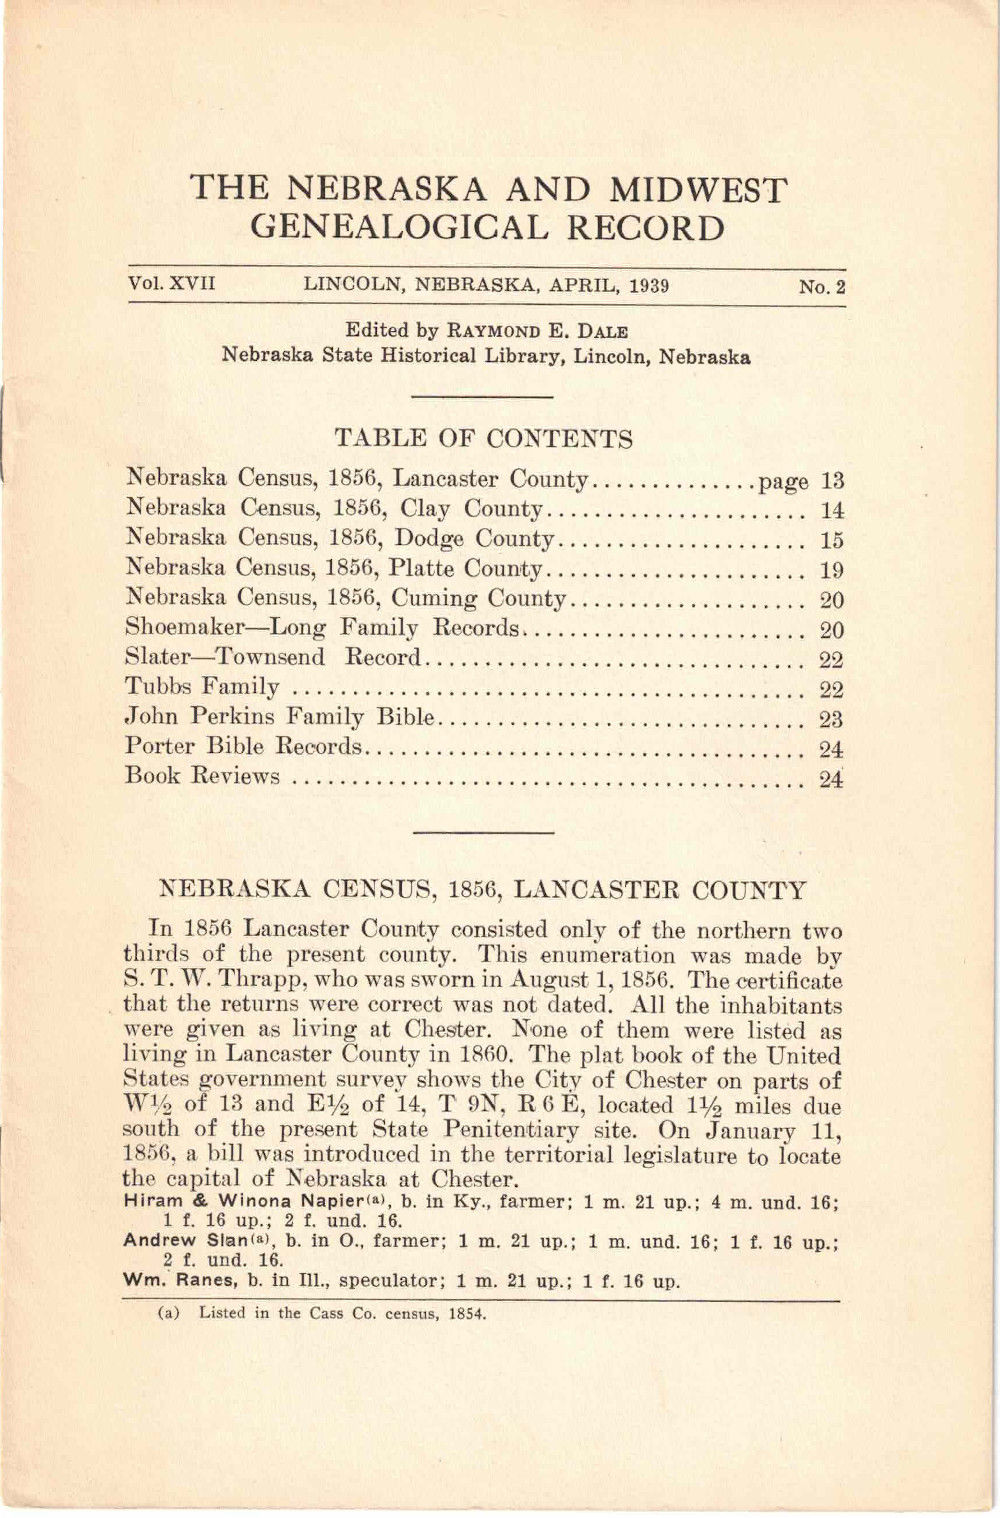 THE NEBRASKA AND MIDWEST
GENEALOGICAL RECORD
Vol. XVII LINCOLN, NEBRASKA, APRIL, 1939 No. 2
Edited by RAYMOND E. DALE
Nebraska State Historical Library, Lincoln, Nebraska
TABLE OF CONTENTS
Nebraska Census, 1856, Lancaster County..............page 13
Nebraska Census, 1856, Clay County...................... 14
Nebraska Census, 1856, Dodge County..................... 15
Nebraska Census, 1856, Platte County...................... 19
Nebraska Census, 1856, Cuming County.................... 20
Shoemaker—Long Family Records........................ 20
Slater—Townsend Record................................ 22
Tubbs Family ........................................... 22
John Perkins Family Bible............................... 23
Porter Bible Records..................................... 24
Book Reviews ........................................... 24
NEBRASKA CENSUS, 1856, LANCASTER COUNTY
In 1856 Lancaster County consisted only of the northern two
thirds of the present county. This enumeration was made by
S. T. W. Thrapp, who was sworn in August 1, 1856. The certificate
that the returns were correct was not dated. All the inhabitants
were given as living at Chester. None of them were listed as
living in Lancaster County in 1860. The plat book of the United
States government survey shows the City of Chester on parts of
W½ of 13 and E½ of 14, T 9N, R 6 E, located 1½ miles due
south of the present State Penitentiary site. On January 11,
1856, a bill was introduced in the territorial legislature to locate
the capital of Nebraska at Chester.
Hiram & Winona Napier(a), b. in Ky., farmer; 1 m. 21 up.; 4 m. und. 16;
1 f. 16 up.; 2 f. und. 16.
Andrew Slan(a), b. in O., farmer; 1 m. 21 up.; 1 m. und. 16; 1 f. 16 up.;
2 f. und. 16.
Wm. Ranes, b. in Ill., speculator; 1 m. 21 up.; 1 f. 16 up.
(a) Listed in the Cass Co. census, 1854.